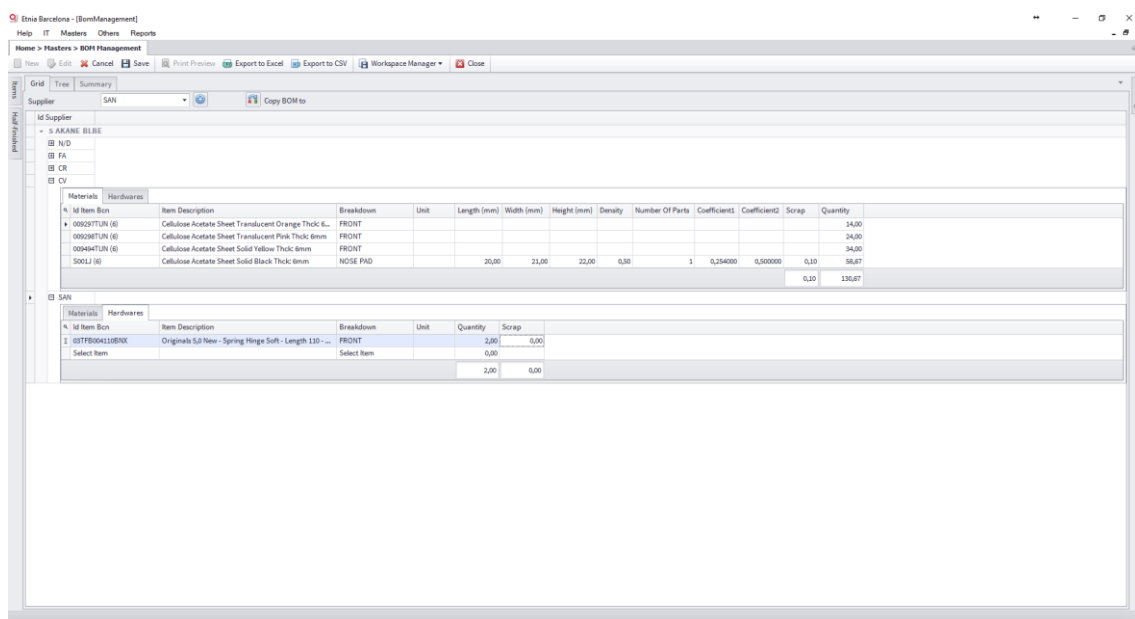 Etnia Barcelona - [BomManagement]
Help IT Masters Others Reports
Home > Masters > BOM Management
New Edit Cancel Save Print Preview Export to Excel Export to CSV Workspace Manager Close
Items
Half-finished
Grid Tree Summary
Supplier SAN Copy BOM to
Id Supplier
S AKANE BLBE
N/D
FA
CR
CV
Materials Hardwares
Id Item Bcn Item Description Breakdown Unit Length (mm) Width (mm) Height (mm) Density Number Of Parts Coefficient1 Coefficient2 Scrap Quantity
009297TUN (6) Cellulose Acetate Sheet Translucent Orange Thclc 6... FRONT 14,00
009298TUN (6) Cellulose Acetate Sheet Translucent Pink Thclc 6mm FRONT 24,00
009494TUN (6) Cellulose Acetate Sheet Solid Yellow Thclc 6mm FRONT 34,00
S001J (6) Cellulose Acetate Sheet Solid Black Thclc 6mm NOSE PAD 20,00 21,00 22,00 0,50 1 0,254000 0,500000 0,10 58,67
0,10 130,67
SAN
Materials Hardwares
Id Item Bcn Item Description Breakdown Unit Quantity Scrap
03TFB004110BNX Originals 5,0 New - Spring Hinge Soft - Length 110 - ... FRONT 2,00 0,00
Select Item Select Item 0,00
2,00 0,00